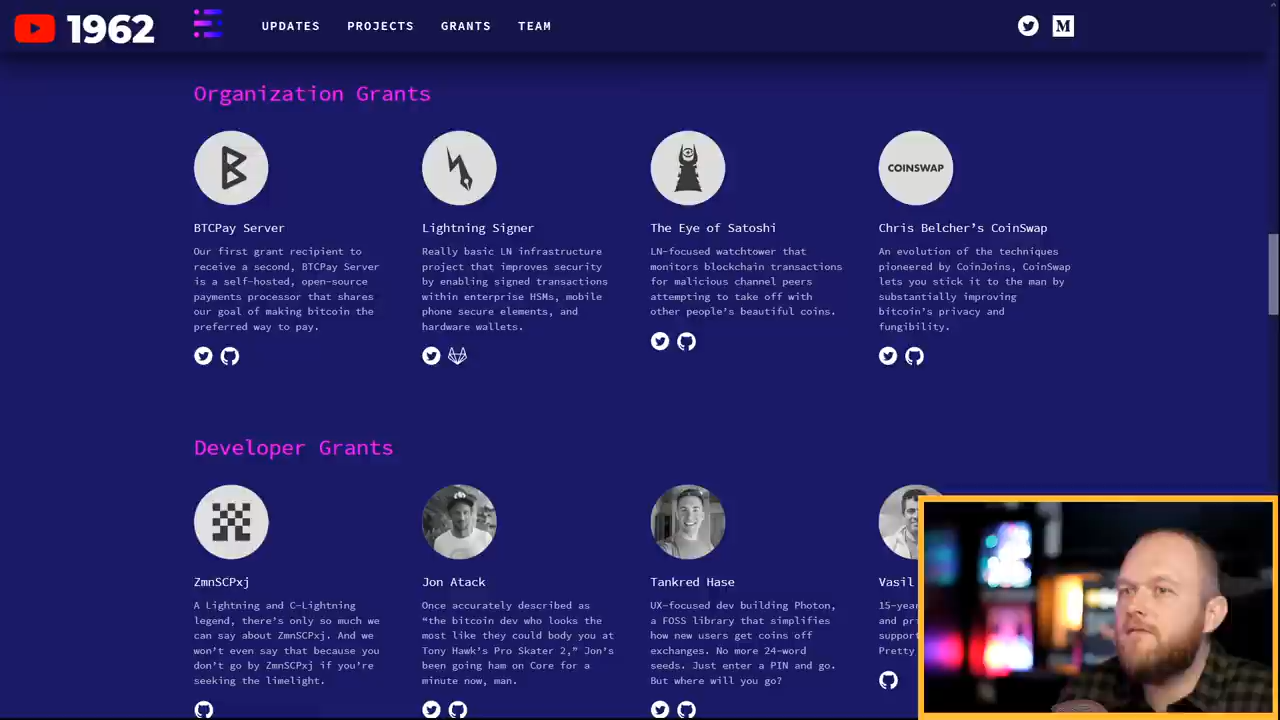 1962
UPDATES PROJECTS GRANTS TEAM
M
Organization Grants
BTCPay Server
Our first grant recipient to
receive a second, BTCPay Server
is a self-hosted, open-source
payments processor that shares
our goal of making bitcoin the
preferred way to pay.
Lightning Signer
Really basic LN infrastructure
project that improves security
by enabling signed transactions
within enterprise HSMs, mobile
phone secure elements, and
hardware wallets.
The Eye of Satoshi
LN-focused watchtower that
monitors blockchain transactions
for malicious channel peers
attempting to take off with
other people's beautiful coins.
COINSWAP
Chris Belcher’s CoinSwap
An evolution of the techniques
pioneered by CoinJoins, CoinSwap
lets you stick it to the man by
substantially improving
bitcoin’s privacy and
fungibility.
Developer Grants
ZmnSCPxj
A Lightning and C-Lightning
legend, there’s only so much we
can say about ZmnSCPxj. And we
won’t even say that because you
don’t go by ZmnSCPxj if you’re
seeking the limelight.
Jon Atack
Once accurately described as
“the bitcoin dev who looks the
most like they could body you at
Tony Hawk’s Pro Skater 2,” Jon’s
been going ham on Core for a
minute now, man.
Tankred Hase
UX-focused dev building Photon,
a FOSS library that simplifies
how new users get coins off
exchanges. No more 24-word
seeds. Just enter a PIN and go.
But where will you go?
Vasil
15-year
and pri
support
Pretty